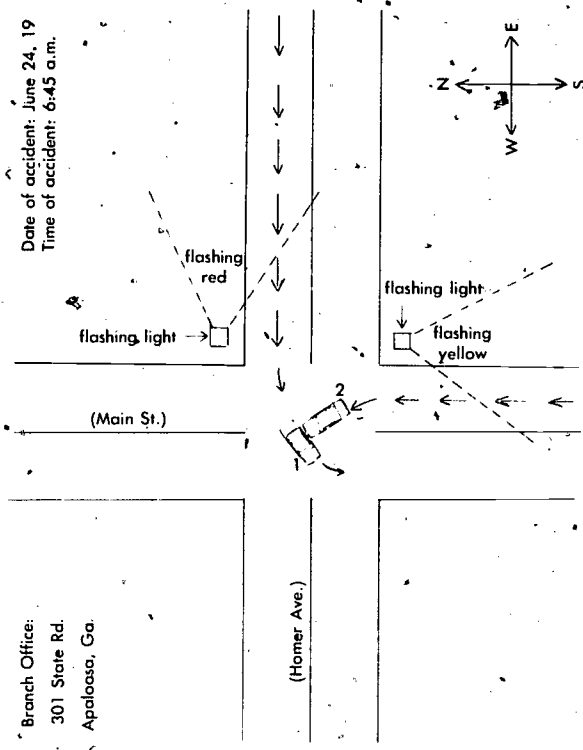 Date of accident: June 24, 19
Time of accident: 6:45 a.m.
flashing
red
flashing light
flashing light
flashing
yellow
N
E
W
S
(Main St.)
2
1
(Homer Ave.)
Branch Office:
301 State Rd.
Apaloosa, Ga.